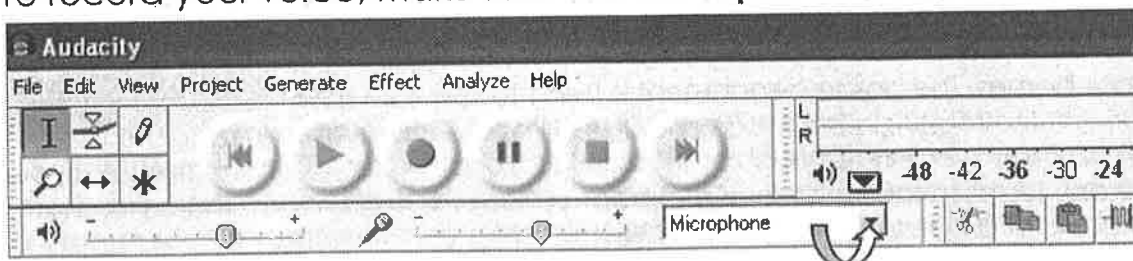 Audacity
File Edit View Project Generate Effect Analyze Help
L
R
-48 -42 -36 -30 -24
- + - + Microphone